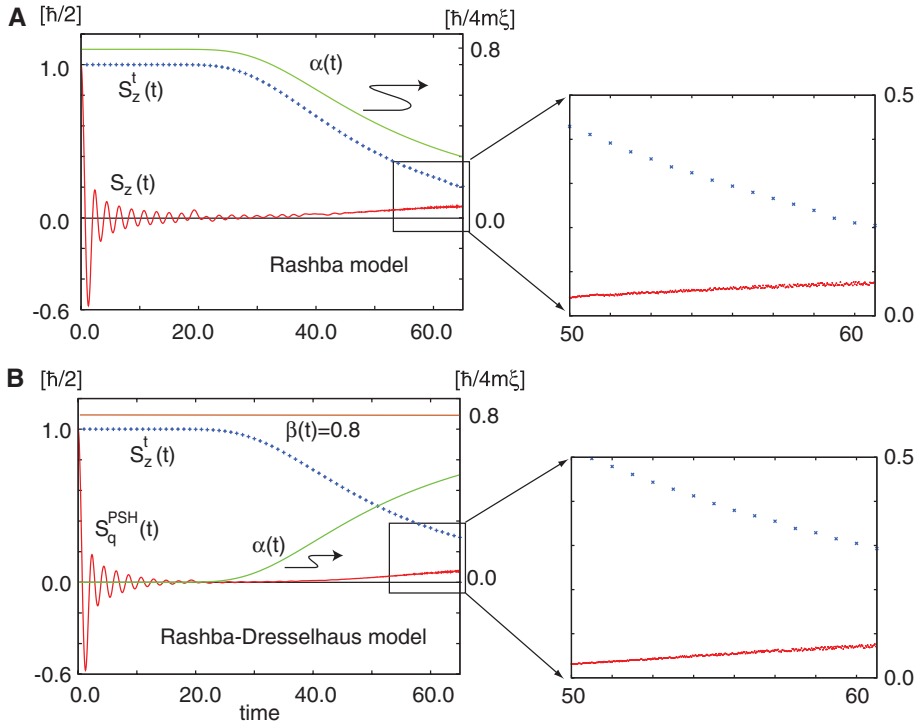 A
[ħ/2]
[ħ/4mξ]
1.0
0.8
α(t)
S_z^t(t)
0.5
S_z(t)
0.0
0.0
Rashba model
-0.6
0.0
20.0
40.0
60.0
50
60
0.0
B
[ħ/2]
[ħ/4mξ]
1.0
0.8
β(t)=0.8
S_z^t(t)
0.5
S_q^PSH(t)
α(t)
0.0
0.0
Rashba-Dresselhaus model
-0.6
0.0
20.0
40.0
60.0
time
50
60
0.0